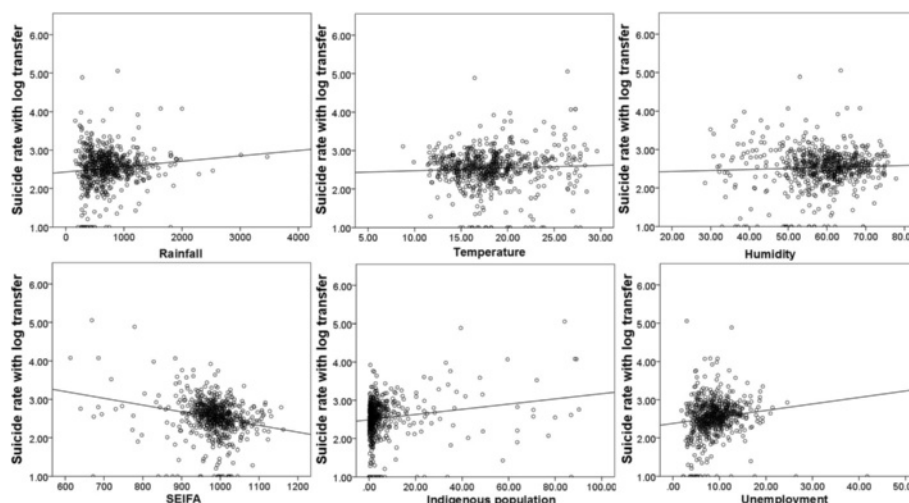 Suicide rate with log transfer
6.00
5.00
4.00
3.00
2.00
1.00
0 1000 2000 3000 4000
Rainfall
Suicide rate with log transfer
6.00
5.00
4.00
3.00
2.00
1.00
5.00 10.00 15.00 20.00 25.00 30.00
Temperature
Suicide rate with log transfer
6.00
5.00
4.00
3.00
2.00
1.00
20.00 30.00 40.00 50.00 60.00 70.00 80.
Humidity
Suicide rate with log transfer
6.00
5.00
4.00
3.00
2.00
1.00
600 700 800 900 1000 1100 1200
SEIFA
Suicide rate with log transfer
6.00
5.00
4.00
3.00
2.00
1.00
.00 20.00 40.00 60.00 80.00 100.00
Indigenous population
Suicide rate with log transfer
6.00
5.00
4.00
3.00
2.00
1.00
.00 10.00 20.00 30.00 40.00 50.0
Unemployment